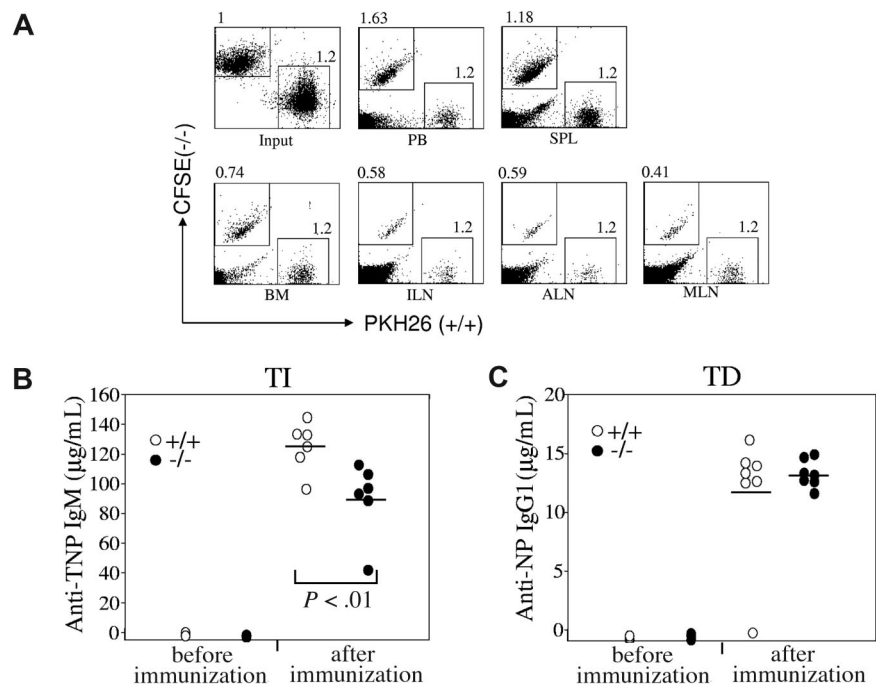 A
1
1.2
Input
1.63
1.2
PB
1.18
1.2
SPL
CFSE(-/-)
0.74
1.2
BM
0.58
1.2
ILN
0.59
1.2
ALN
0.41
1.2
MLN
PKH26 (+/+)
B
TI
Anti-TNP IgM (µg/mL)
160
140
120
100
80
60
40
20
0
+/+
-/-
P < .01
before
immunization
after
immunization
C
TD
Anti-NP IgG1 (µg/mL)
20
15
10
5
0
+/+
-/-
before
immunization
after
immunization